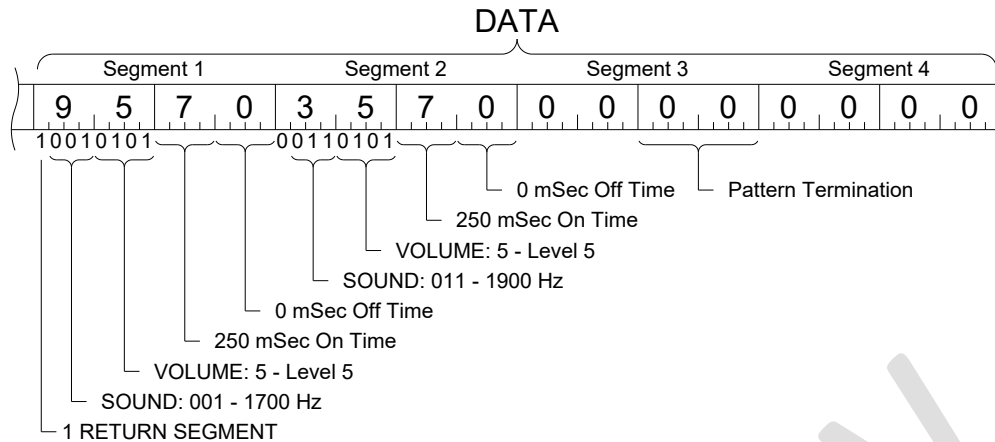 DATA
Segment 1 Segment 2 Segment 3 Segment 4
9 5 7 0 3 5 7 0 0 0 0 0 0 0 0 0
10010101 00110101
0 mSec Off Time Pattern Termination
250 mSec On Time
VOLUME: 5 - Level 5
SOUND: 011 - 1900 Hz
0 mSec Off Time
250 mSec On Time
VOLUME: 5 - Level 5
SOUND: 001 - 1700 Hz
1 RETURN SEGMENT